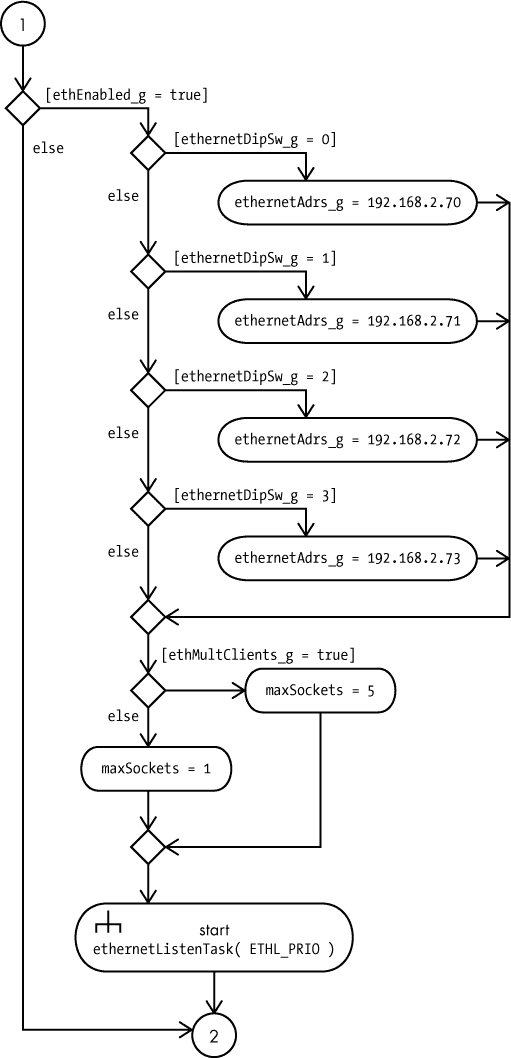 1
[ethEnabled_g = true]
else
[ethernetDipSw_g = 0]
else
ethernetAdrs_g = 192.168.2.70
[ethernetDipSw_g = 1]
else
ethernetAdrs_g = 192.168.2.71
[ethernetDipSw_g = 2]
else
ethernetAdrs_g = 192.168.2.72
[ethernetDipSw_g = 3]
else
ethernetAdrs_g = 192.168.2.73
[ethMultClients_g = true]
maxSockets = 5
else
maxSockets = 1
start
ethernetListenTask( ETHL_PRIO )
2